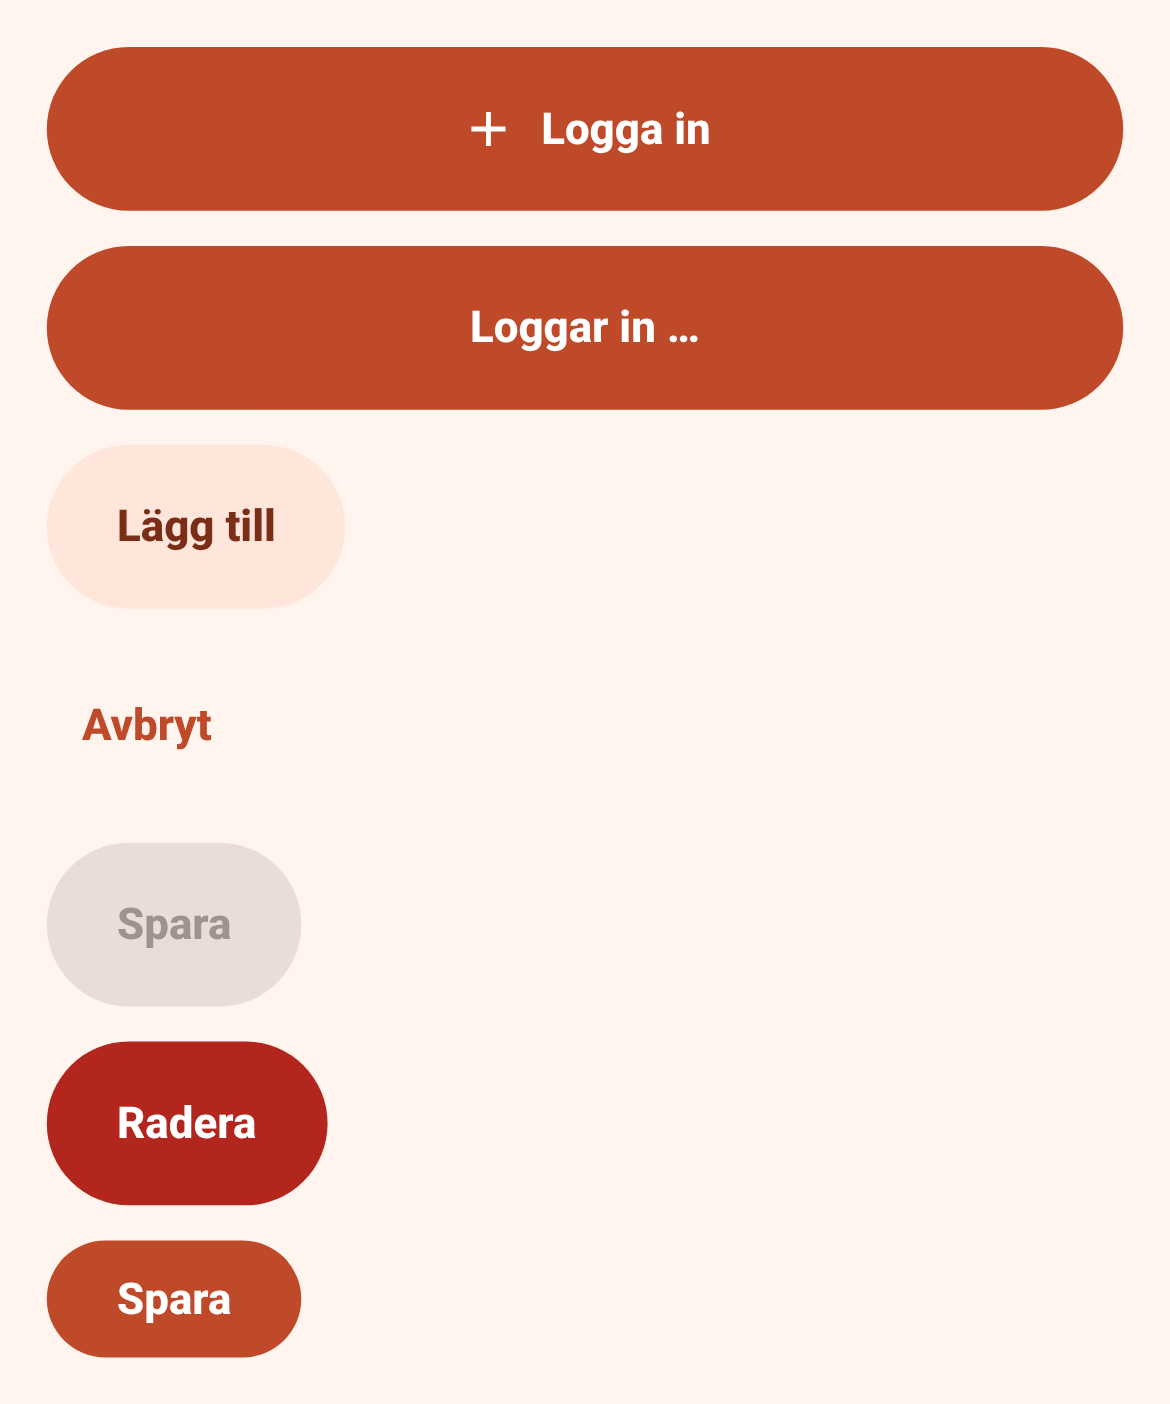 Logga in
Loggar in …
Lägg till
Avbryt
Spara
Radera
Spara